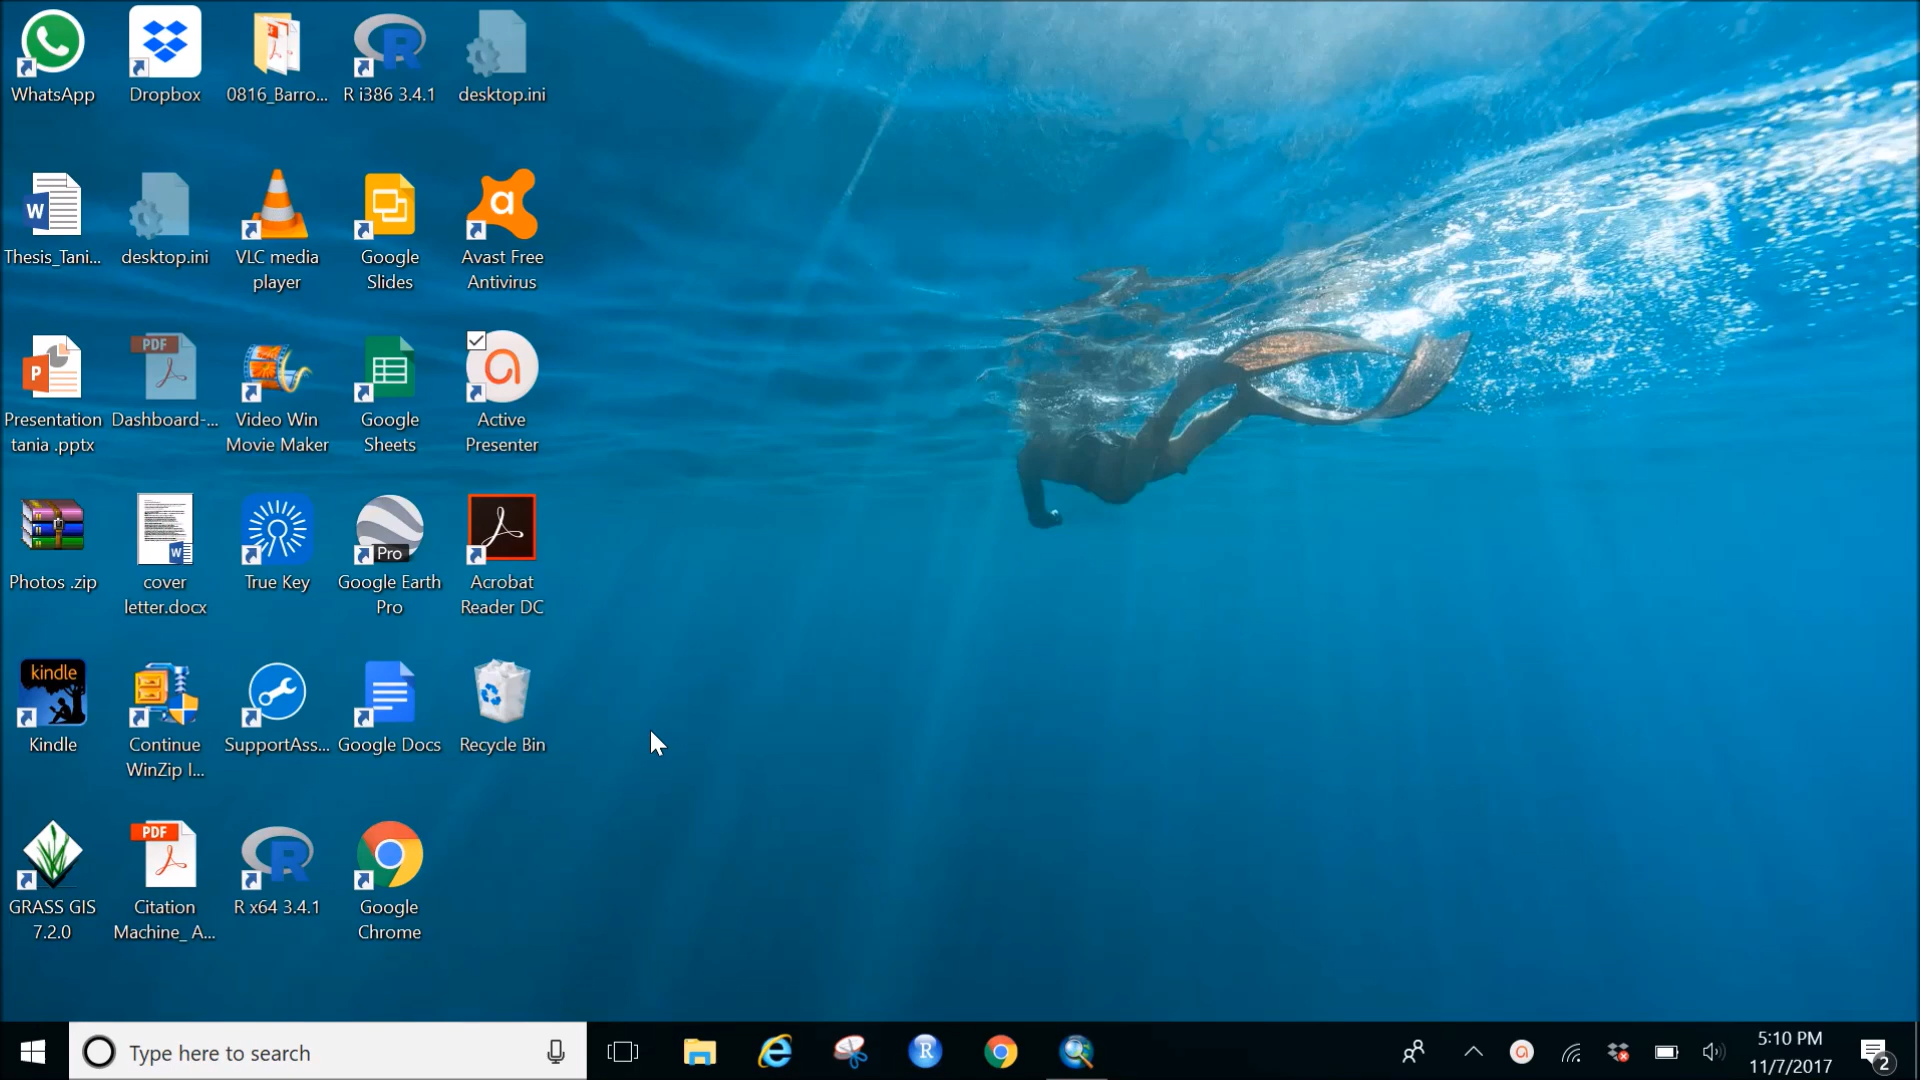 WhatsApp
Dropbox
0816_Barro...
R i386 3.4.1
desktop.ini
W
Thesis_Tani...
desktop.ini
VLC media
player
Google
Slides
a
Avast Free
Antivirus
P
Presentation
tania .pptx
PDF
Dashboard-...
Video Win
Movie Maker
Google
Sheets
Active
Presenter
Photos .zip
W
cover
letter.docx
True Key
Pro
Google Earth
Pro
Acrobat
Reader DC
kindle
Kindle
Continue
WinZip I...
SupportAss...
Google Docs
Recycle Bin
GRASS GIS
7.2.0
PDF
Citation
Machine_ A...
R
R x64 3.4.1
Google
Chrome
Type here to search
R
5:10 PM
11/7/2017
2